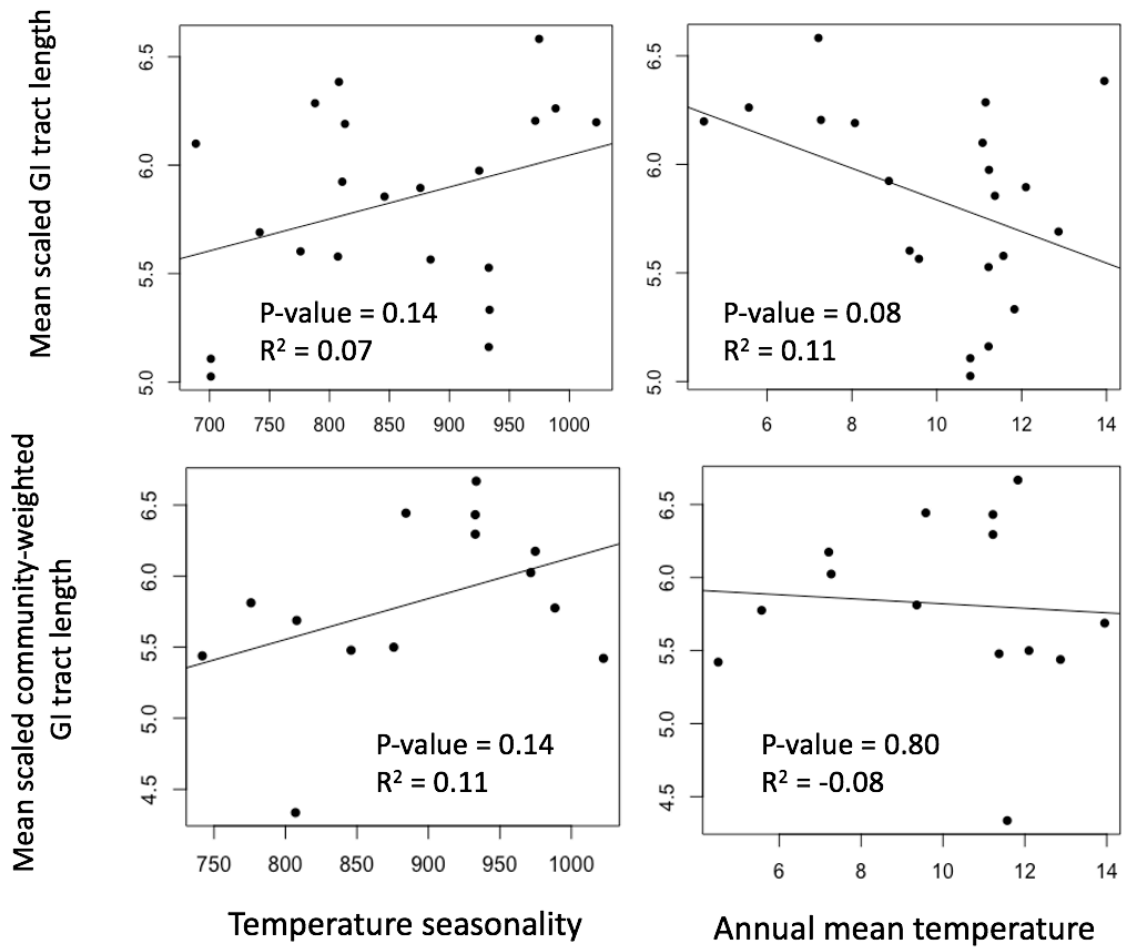 Mean scaled GI tract length
6.5
6.0
5.5
5.0
P-value = 0.14
R² = 0.07
700 750 800 850 900 950 1000
6.5
6.0
5.5
5.0
P-value = 0.08
R² = 0.11
6 8 10 12 14
Mean scaled community-weighted
GI tract length
6.5
6.0
5.5
5.0
4.5
P-value = 0.14
R² = 0.11
750 800 850 900 950 1000
6.5
6.0
5.5
5.0
4.5
P-value = 0.80
R² = -0.08
6 8 10 12 14
Temperature seasonality
Annual mean temperature